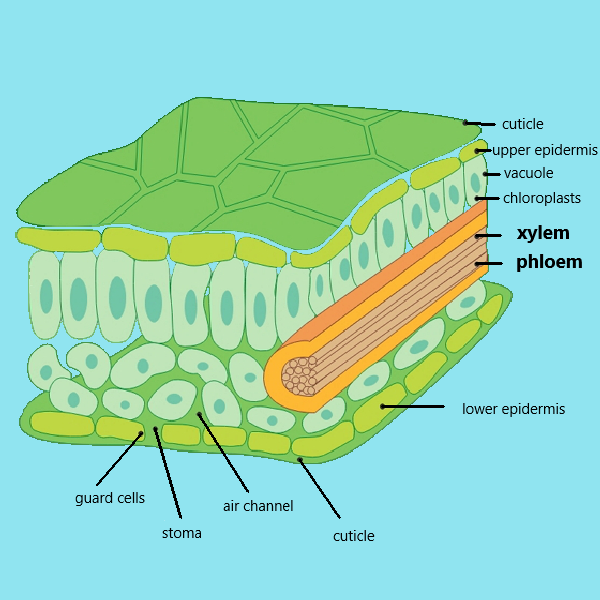 cuticle
upper epidermis
vacuole
chloroplasts
xylem
phloem
lower epidermis
guard cells
air channel
stoma
cuticle